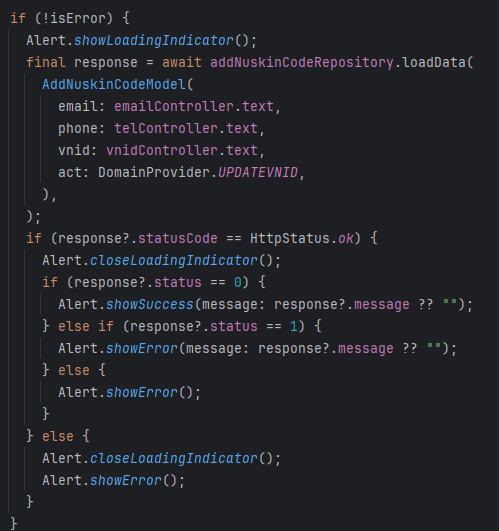 if (!isError) {
  Alert.showLoadingIndicator();
  final response = await addNuskinCodeRepository.loadData(
    AddNuskinCodeModel(
      email: emailController.text,
      phone: telController.text,
      vnid: vnidController.text,
      act: DomainProvider.UPDATEVNID,
    ),
  );
  if (response?.statusCode == HttpStatus.ok) {
    Alert.closeLoadingIndicator();
    if (response?.status == 0) {
      Alert.showSuccess(message: response?.message ?? "");
    } else if (response?.status == 1) {
      Alert.showError(message: response?.message ?? "");
    } else {
      Alert.showError();
    }
  } else {
    Alert.closeLoadingIndicator();
    Alert.showError();
  }
}